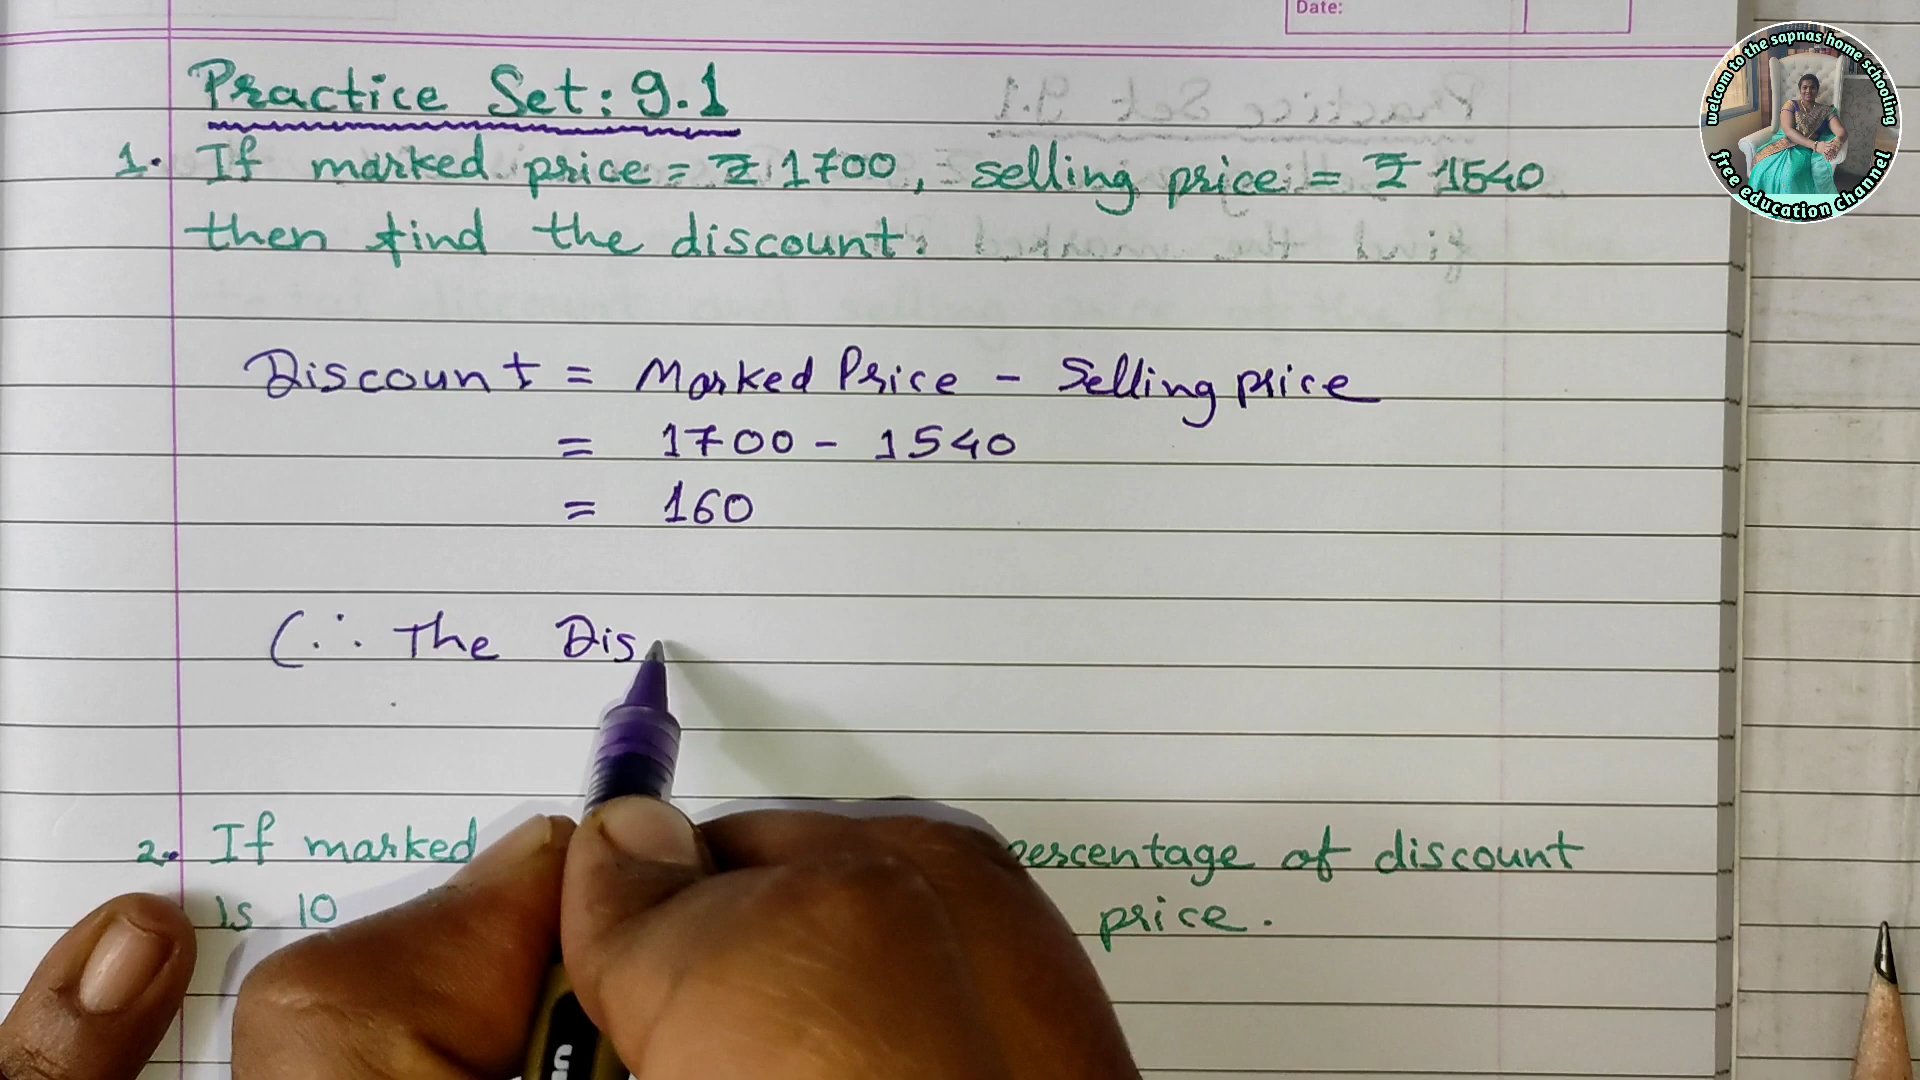 Date:
welcom to the sapnas home schooling
free education channel
Practice Set: 9.1
1. If marked price = ₹ 1700, selling price = ₹ 1540
then find the discount.
Discount = Marked Price - Selling price
= 1700 - 1540
= 160
(∴ The Dis
2. If marked percentage of discount
is 10 price.